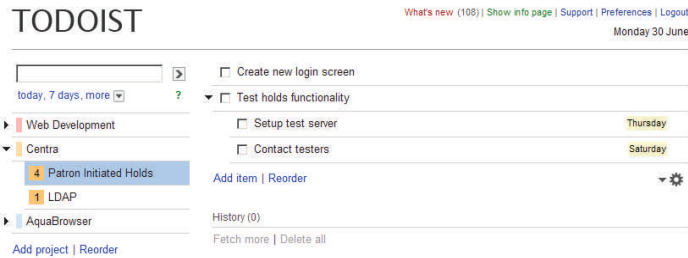 TODOIST
What's new (108) | Show info page | Support | Preferences | Logout
Monday 30 June
today, 7 days, more
?
Web Development
Centra
4 Patron Initiated Holds
1 LDAP
AquaBrowser
Add project | Reorder
Create new login screen
Test holds functionality
Setup test server Thursday
Contact testers Saturday
Add item | Reorder
History (0)
Fetch more | Delete all